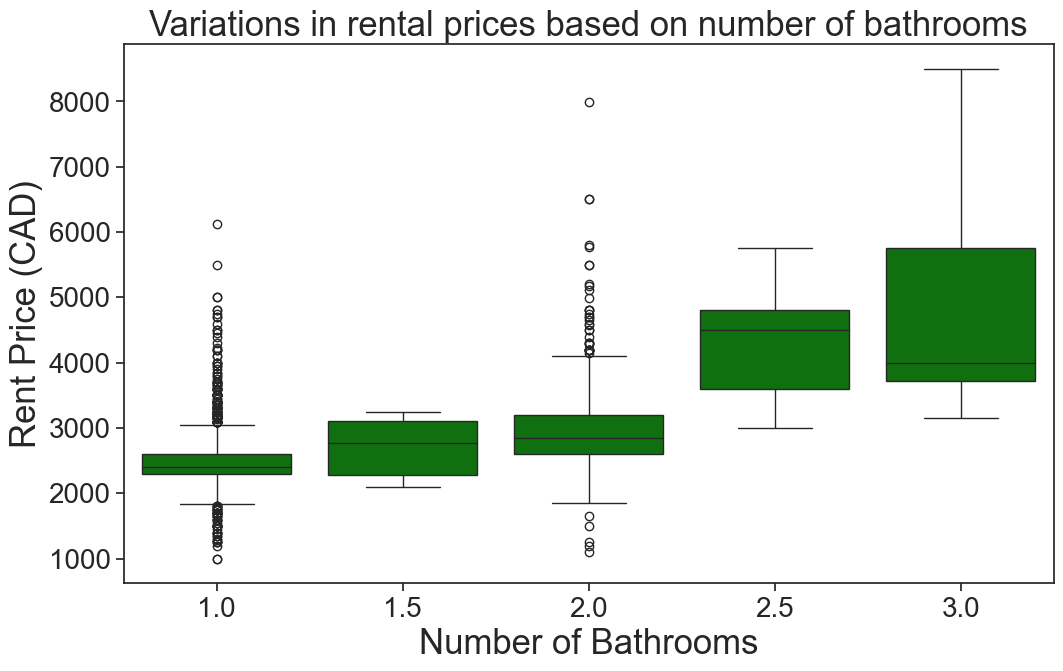 Variations in rental prices based on number of bathrooms
Rent Price (CAD)
8000
7000
6000
5000
4000
3000
2000
1000
1.0 1.5 2.0 2.5 3.0
Number of Bathrooms